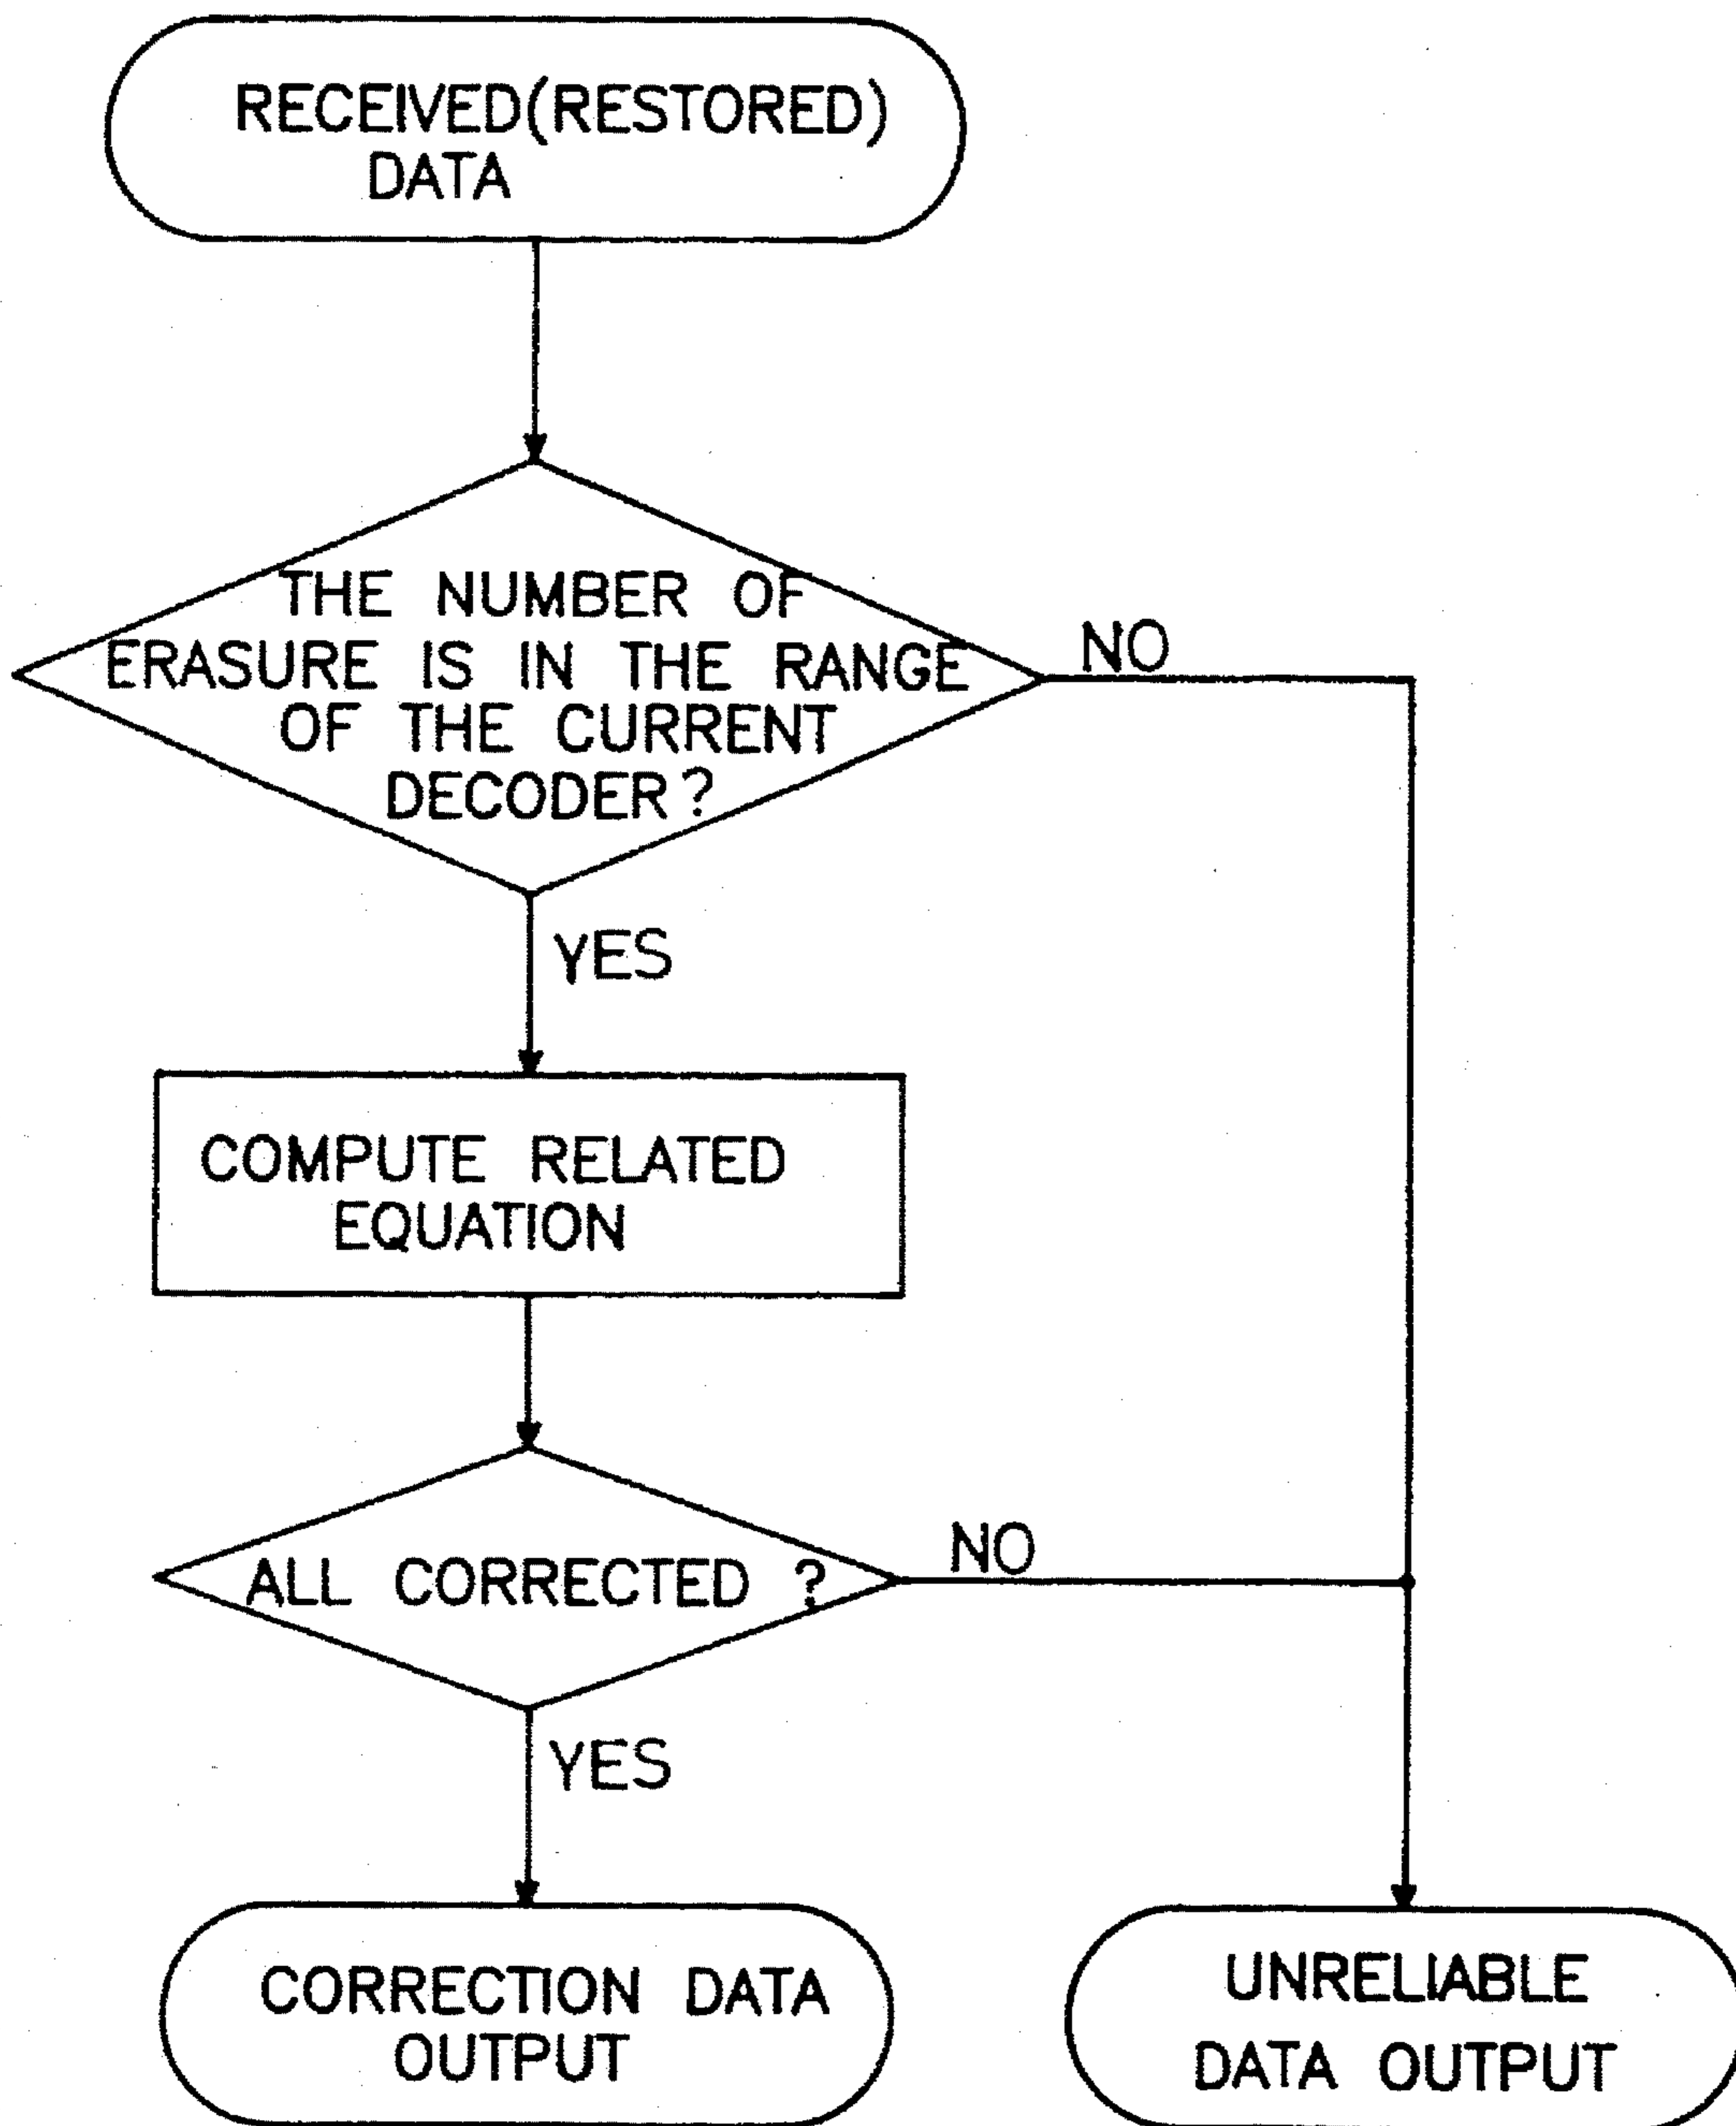 RECEIVED(RESTORED)
DATA
THE NUMBER OF
ERASURE IS IN THE RANGE
OF THE CURRENT
DECODER?
NO
YES
COMPUTE RELATED
EQUATION
ALL CORRECTED ?
NO
YES
CORRECTION DATA
OUTPUT
UNRELIABLE
DATA OUTPUT